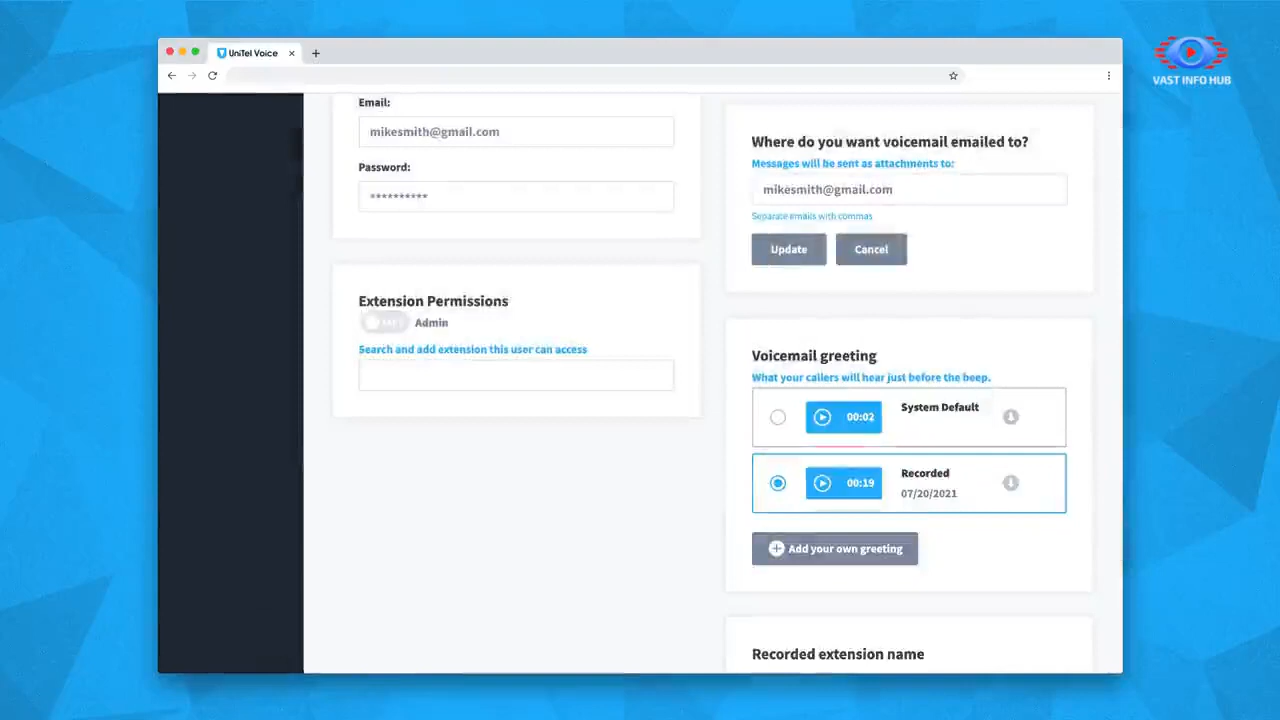 UniTel Voice
VAST INFO HUB
Email:
mikesmith@gmail.com
Password:
**********
Extension Permissions
Admin
Search and add extension this user can access
Where do you want voicemail emailed to?
Messages will be sent as attachments to:
mikesmith@gmail.com
Separate emails with commas
Update
Cancel
Voicemail greeting
What your callers will hear just before the beep.
00:02
System Default
00:19
Recorded
07/20/2021
Add your own greeting
Recorded extension name